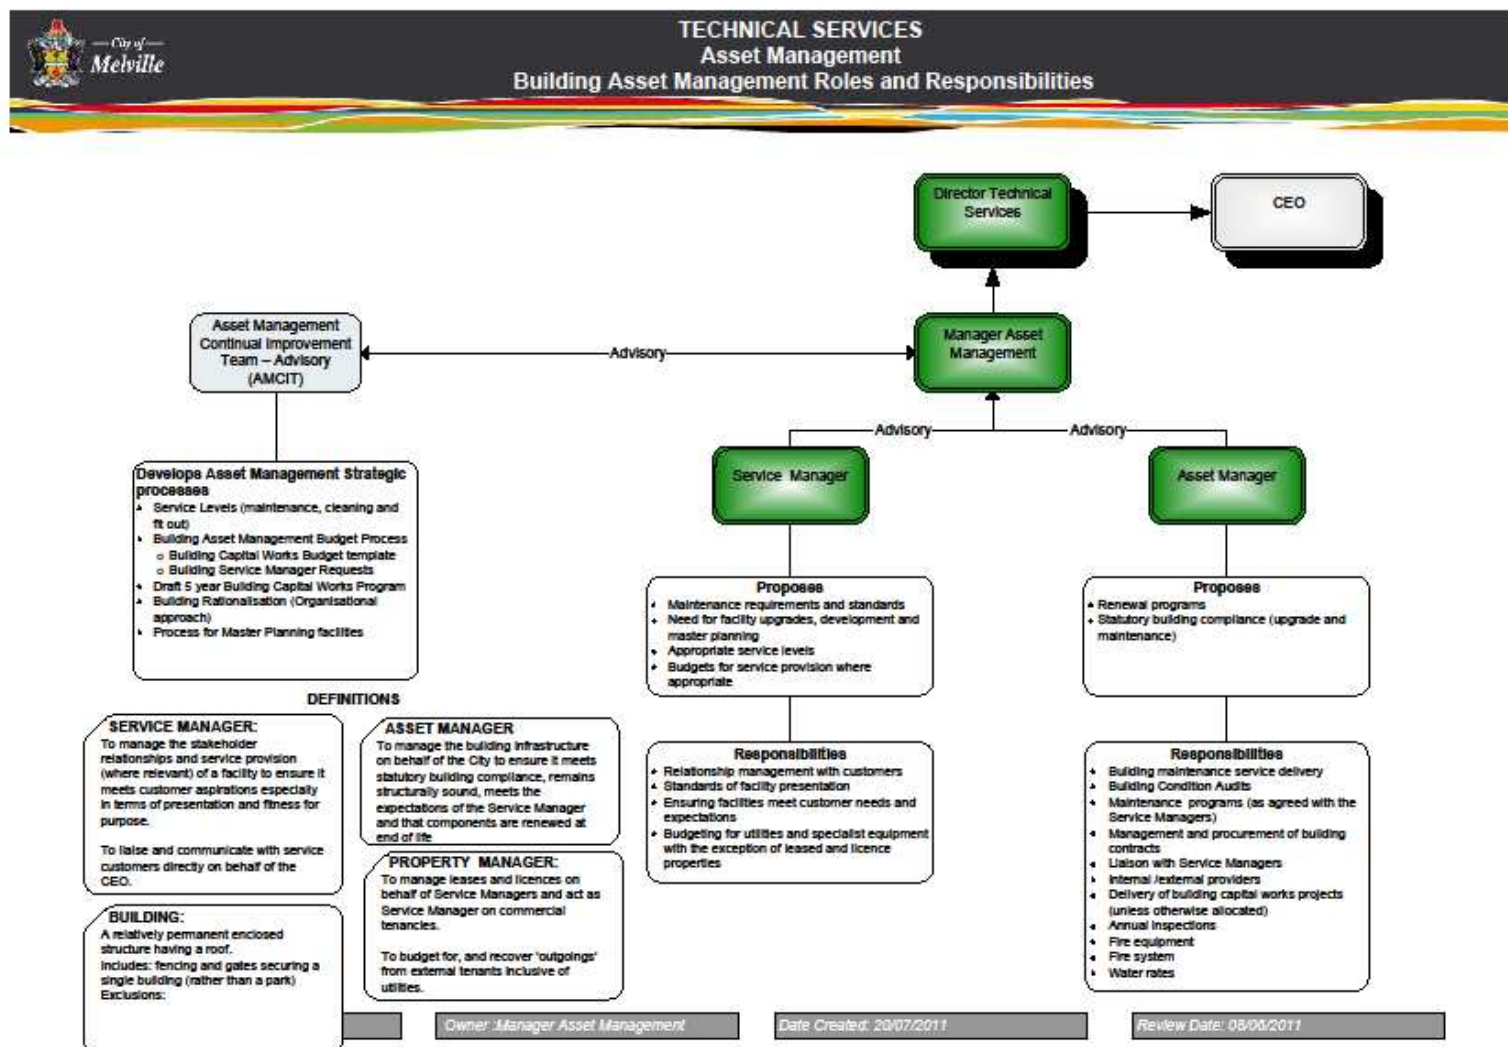 City of
Melville
TECHNICAL SERVICES
Asset Management
Building Asset Management Roles and Responsibilities
Director Technical
Services
CEO
Asset Management
Continual Improvement
Team – Advisory
(AMCIT)
Advisory
Manager Asset
Management
Advisory
Advisory
Service Manager
Asset Manager
Develops Asset Management Strategic
processes
Service Levels (maintenance, cleaning and
fit out)
Building Asset Management Budget Process
o Building Capital Works Budget template
o Building Service Manager Requests
Draft 5 year Building Capital Works Program
Building Rationalisation (Organisational
approach)
Process for Master Planning facilities
Proposes
Maintenance requirements and standards
Need for facility upgrades, development and
master planning
Appropriate service levels
Budgets for service provision where
appropriate
Proposes
Renewal programs
Statutory building compliance (upgrade and
maintenance)
Responsibilities
Relationship management with customers
Standards of facility presentation
Ensuring facilities meet customer needs and
expectations
Budgeting for utilities and specialist equipment
with the exception of leased and licence
properties
Responsibilities
Building maintenance service delivery
Building Condition Audits
Maintenance programs (as agreed with the
Service Managers)
Management and procurement of building
contracts
Liaison with Service Managers
Internal /external providers
Delivery of building capital works projects
(unless otherwise allocated)
Annual Inspections
Fire equipment
Fire system
Water rates
DEFINITIONS
SERVICE MANAGER:
To manage the stakeholder
relationships and service provision
(where relevant) of a facility to ensure it
meets customer aspirations especially
in terms of presentation and fitness for
purpose.
To liaise and communicate with service
customers directly on behalf of the
CEO.
ASSET MANAGER
To manage the building infrastructure
on behalf of the City to ensure it meets
statutory building compliance, remains
structurally sound, meets the
expectations of the Service Manager
and that components are renewed at
end of life
PROPERTY MANAGER:
To manage leases and licences on
behalf of Service Managers and act as
Service Manager on commercial
tenancies.
To budget for, and recover 'outgoings'
from external tenants inclusive of
utilities.
BUILDING:
A relatively permanent enclosed
structure having a roof.
Includes: fencing and gates securing a
single building (rather than a park)
Exclusions:
Owner :Manager Asset Management
Date Created: 20/07/2011
Review Date: 08/06/2011